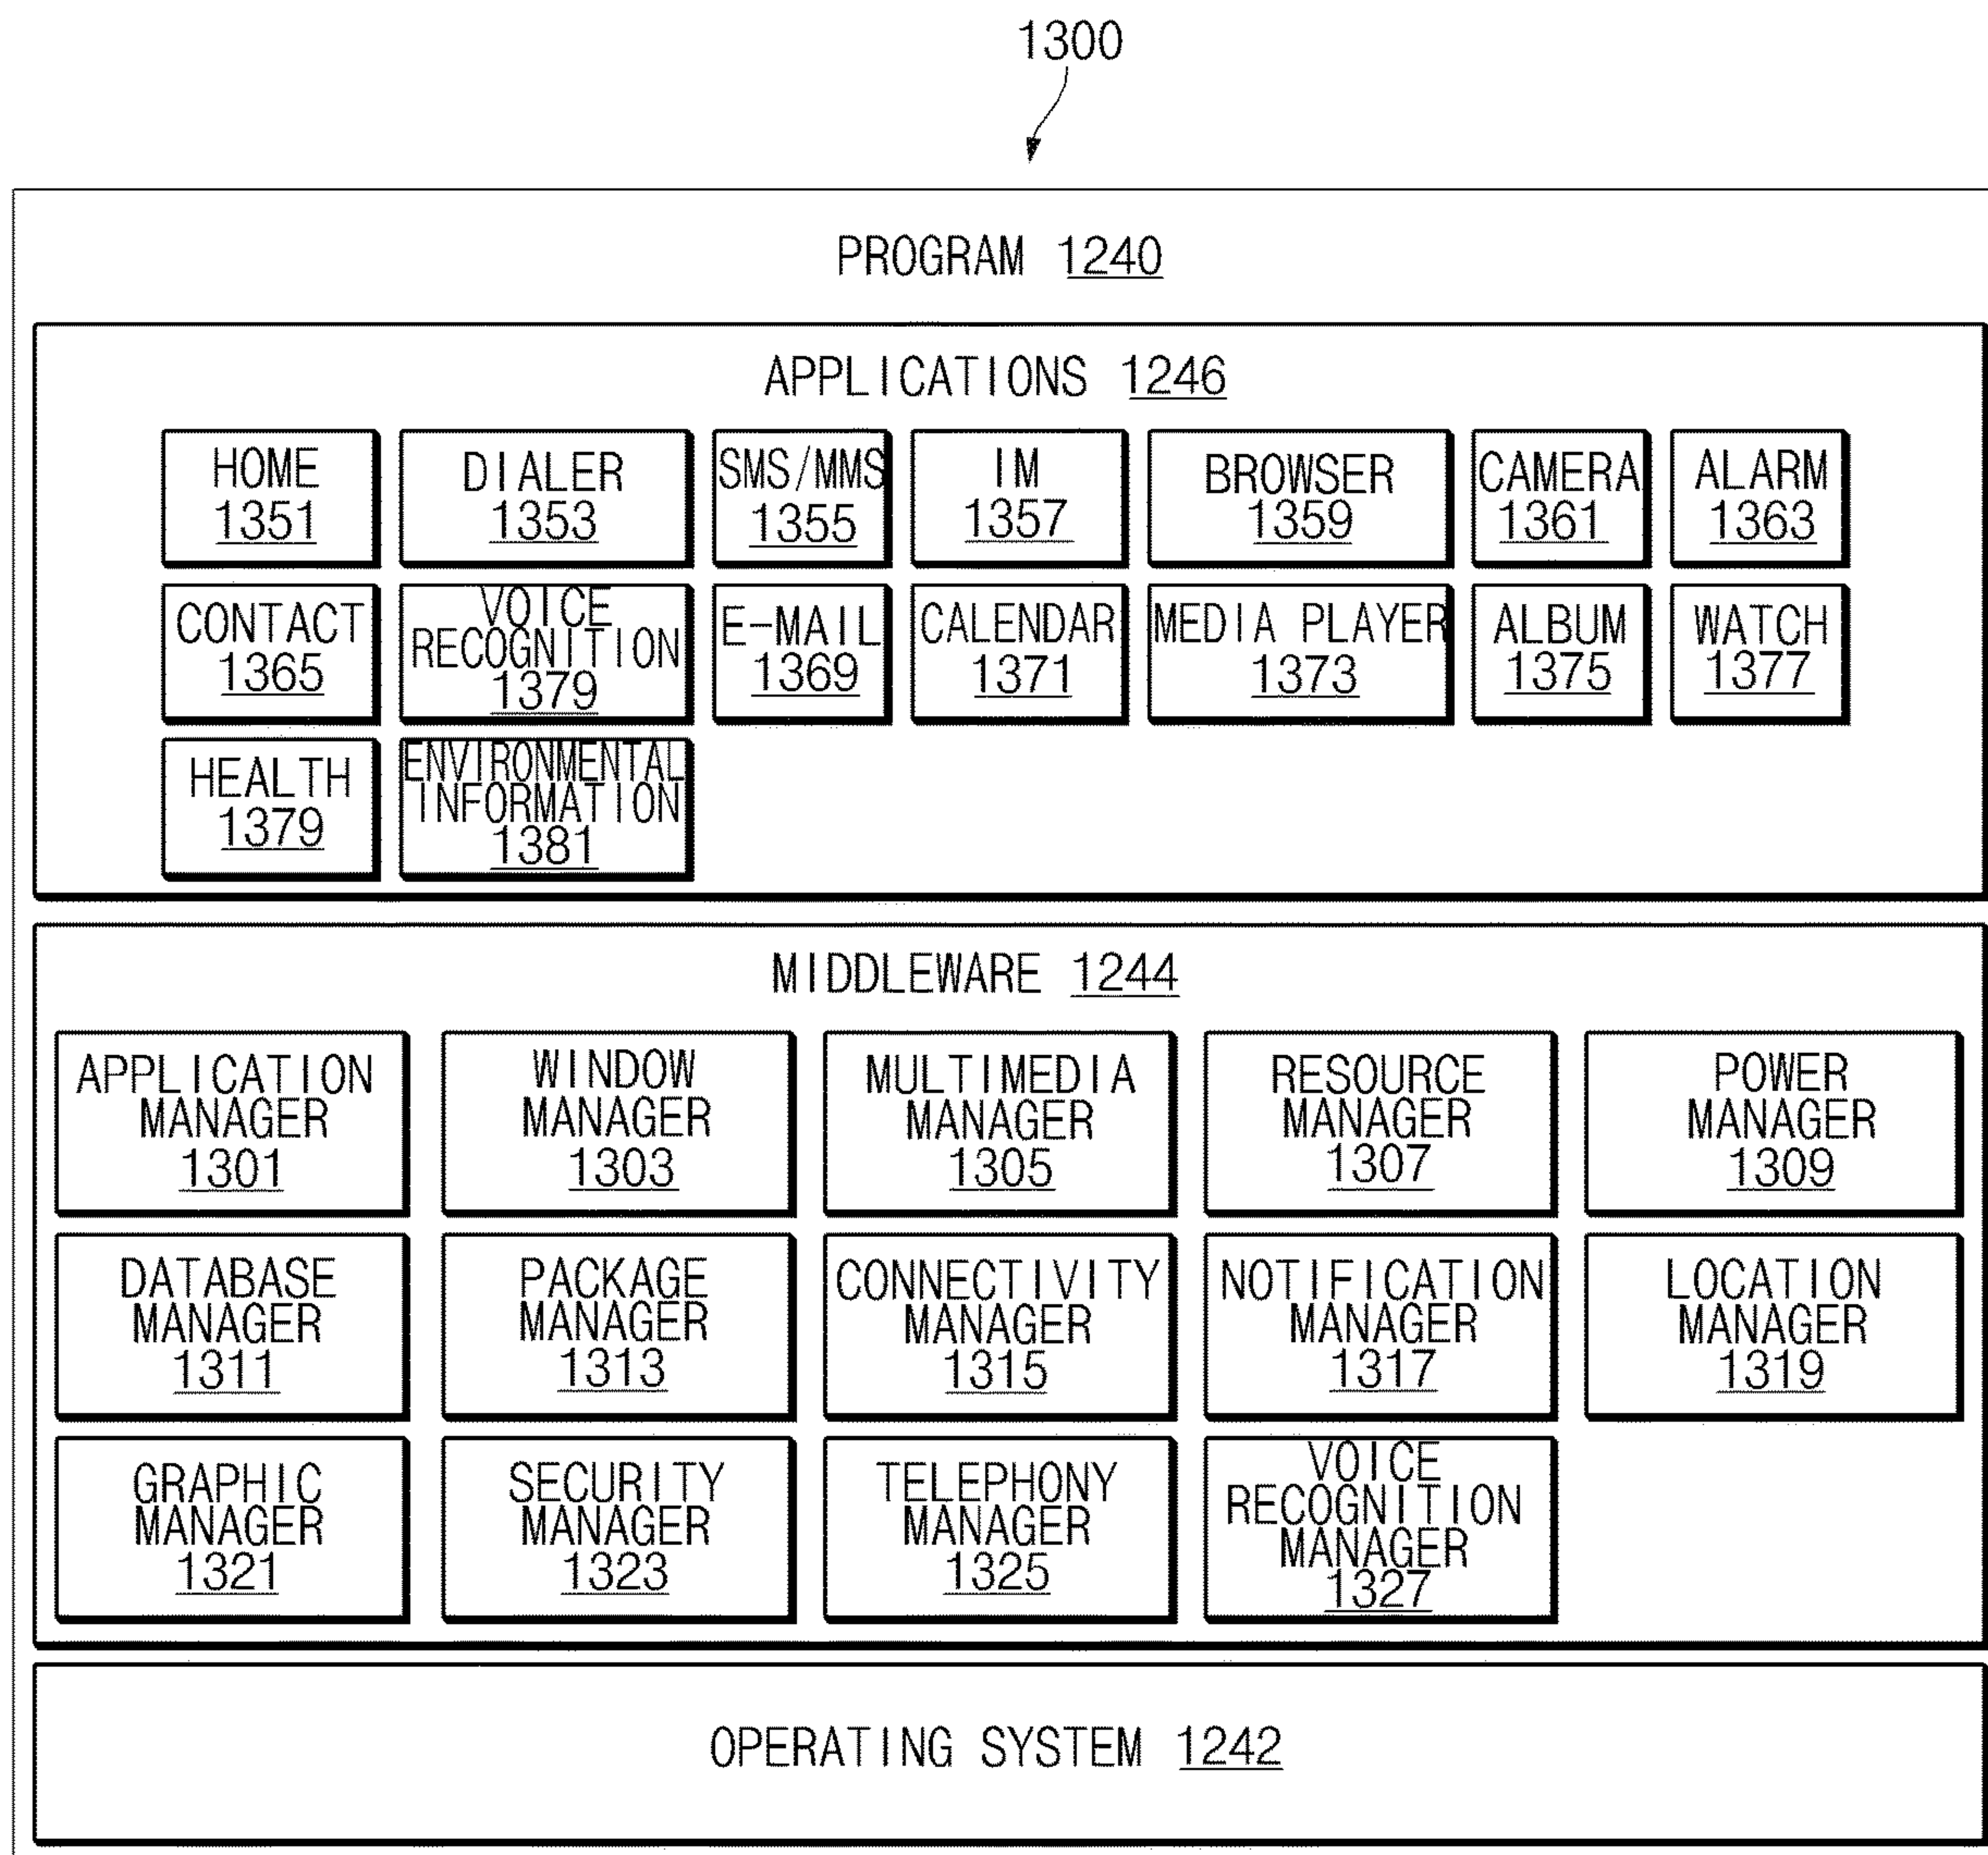 1300
PROGRAM 1240
APPLICATIONS 1246
HOME
1351
DIALER
1353
SMS/MMS
1355
IM
1357
BROWSER
1359
CAMERA
1361
ALARM
1363
CONTACT
1365
VOICE
RECOGNITION
1379
E-MAIL
1369
CALENDAR
1371
MEDIA PLAYER
1373
ALBUM
1375
WATCH
1377
HEALTH
1379
ENVIRONMENTAL
INFORMATION
1381
MIDDLEWARE 1244
APPLICATION
MANAGER
1301
WINDOW
MANAGER
1303
MULTIMEDIA
MANAGER
1305
RESOURCE
MANAGER
1307
POWER
MANAGER
1309
DATABASE
MANAGER
1311
PACKAGE
MANAGER
1313
CONNECTIVITY
MANAGER
1315
NOTIFICATION
MANAGER
1317
LOCATION
MANAGER
1319
GRAPHIC
MANAGER
1321
SECURITY
MANAGER
1323
TELEPHONY
MANAGER
1325
VOICE
RECOGNITION
MANAGER
1327
OPERATING SYSTEM 1242